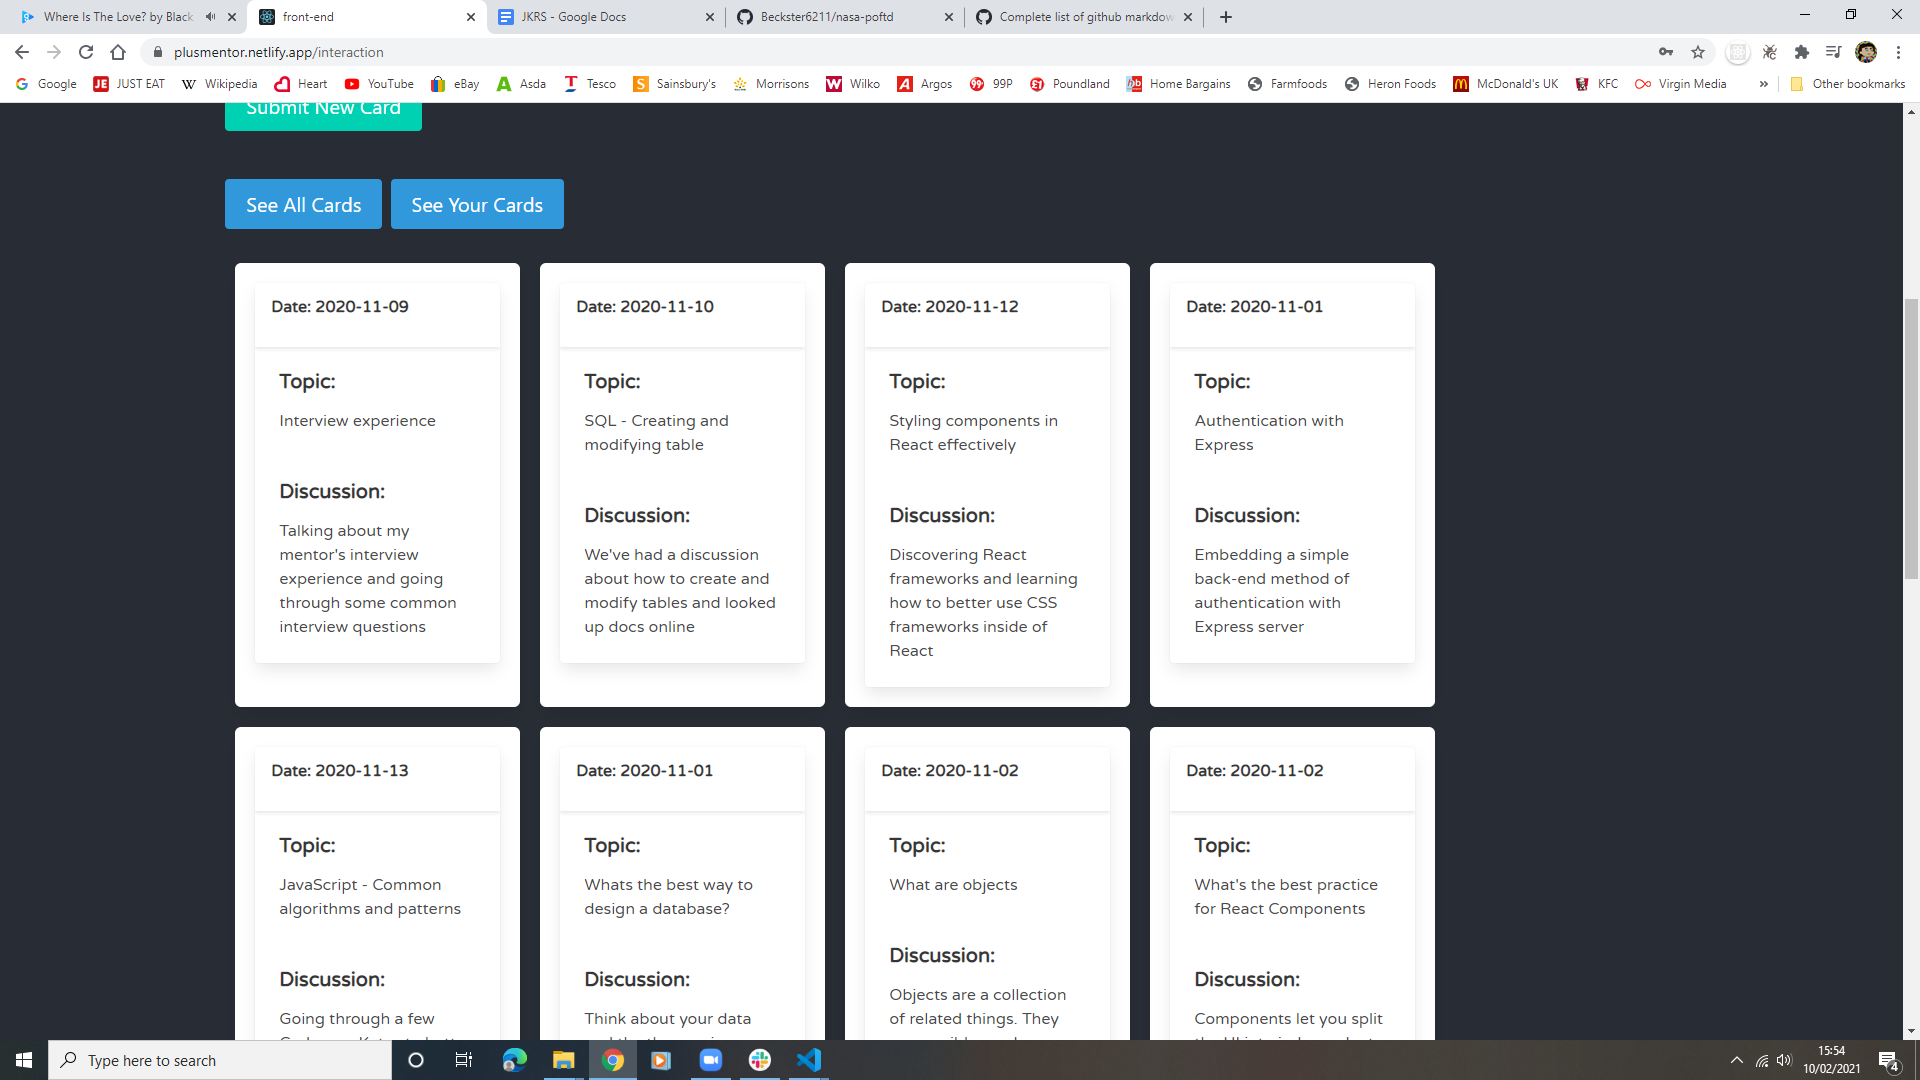 Where Is The Love? by Black
front-end
JKRS - Google Docs
Beckster6211/nasa-poftd
Complete list of github markdow
plusmentor.netlify.app/interaction
Google
JUST EAT
Wikipedia
Heart
YouTube
eBay
Asda
Tesco
Sainsbury's
Morrisons
Wilko
Argos
99P
Poundland
Home Bargains
Farmfoods
Heron Foods
McDonald's UK
KFC
Virgin Media
»
Other bookmarks
Submit New Card
See All Cards
See Your Cards
Date: 2020-11-09
Topic:
Interview experience
Discussion:
Talking about my
mentor's interview
experience and going
through some common
interview questions
Date: 2020-11-10
Topic:
SQL - Creating and
modifying table
Discussion:
We've had a discussion
about how to create and
modify tables and looked
up docs online
Date: 2020-11-12
Topic:
Styling components in
React effectively
Discussion:
Discovering React
frameworks and learning
how to better use CSS
frameworks inside of
React
Date: 2020-11-01
Topic:
Authentication with
Express
Discussion:
Embedding a simple
back-end method of
authentication with
Express server
Date: 2020-11-13
Topic:
JavaScript - Common
algorithms and patterns
Discussion:
Going through a few
Date: 2020-11-01
Topic:
Whats the best way to
design a database?
Discussion:
Think about your data
Date: 2020-11-02
Topic:
What are objects
Discussion:
Objects are a collection
of related things. They
Date: 2020-11-02
Topic:
What's the best practice
for React Components
Discussion:
Components let you split
Type here to search
15:54
10/02/2021
4